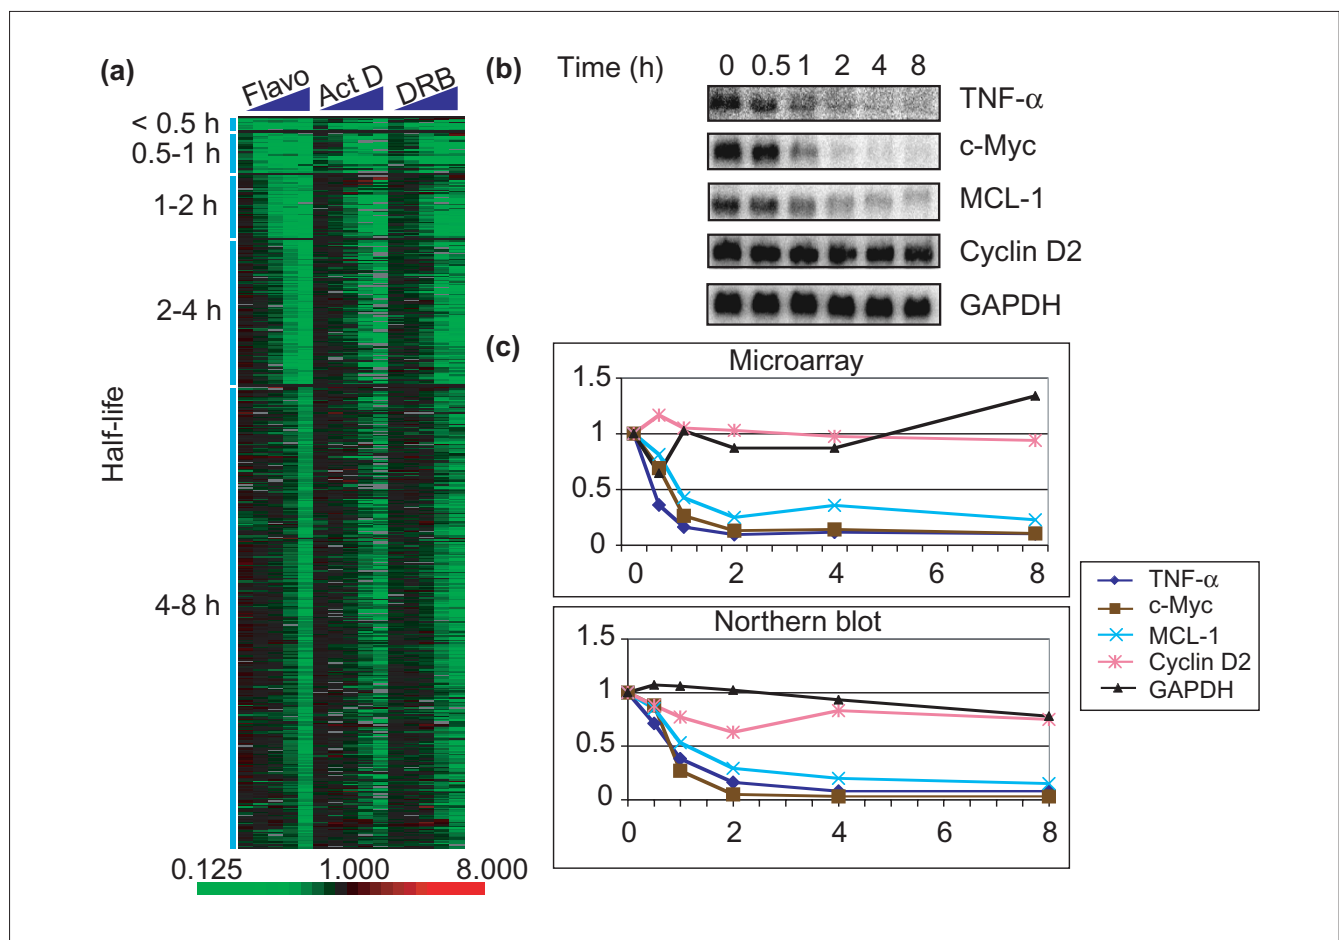 (a)
Flavo Act D DRB
< 0.5 h
0.5-1 h
1-2 h
2-4 h
4-8 h
Half-life
0.125 1.000 8.000
(b)
Time (h) 0 0.5 1 2 4 8
TNF-α
c-Myc
MCL-1
Cyclin D2
GAPDH
(c)
Microarray
1.5
1
0.5
0
0 2 4 6 8
Northern blot
1.5
1
0.5
0
0 2 4 6 8
TNF-α
c-Myc
MCL-1
Cyclin D2
GAPDH